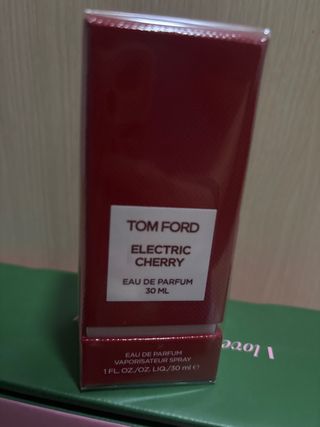 TOM FORD
ELECTRIC
CHERRY
EAU DE PARFUM
30 ML
EAU DE PARFUM
VAPORISATEUR SPRAY
1 FL. OZ./OZ. LIQ./30 ml ℮
I love